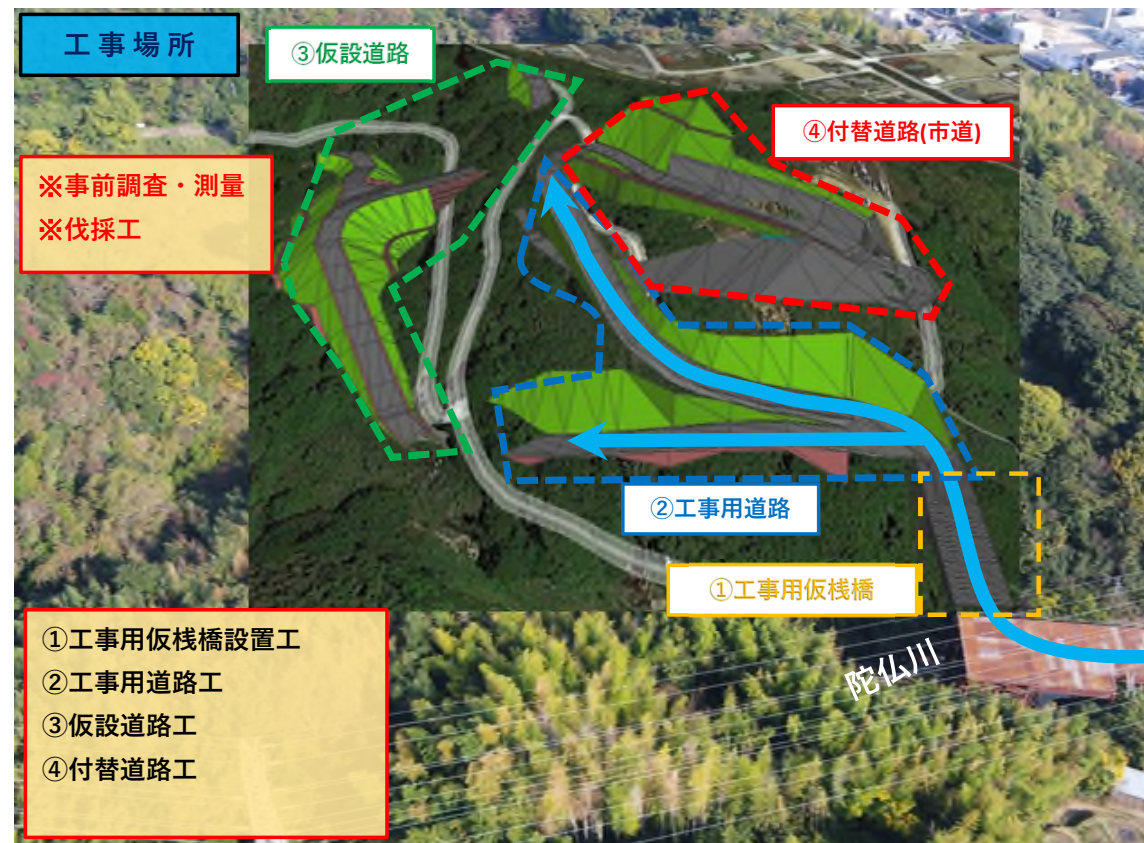 工事場所
③仮設道路
④付替道路(市道)
※事前調査・測量
※伐採工
②工事用道路
①工事用仮桟橋
陀仏川
①工事用仮桟橋設置工
②工事用道路工
③仮設道路工
④付替道路工